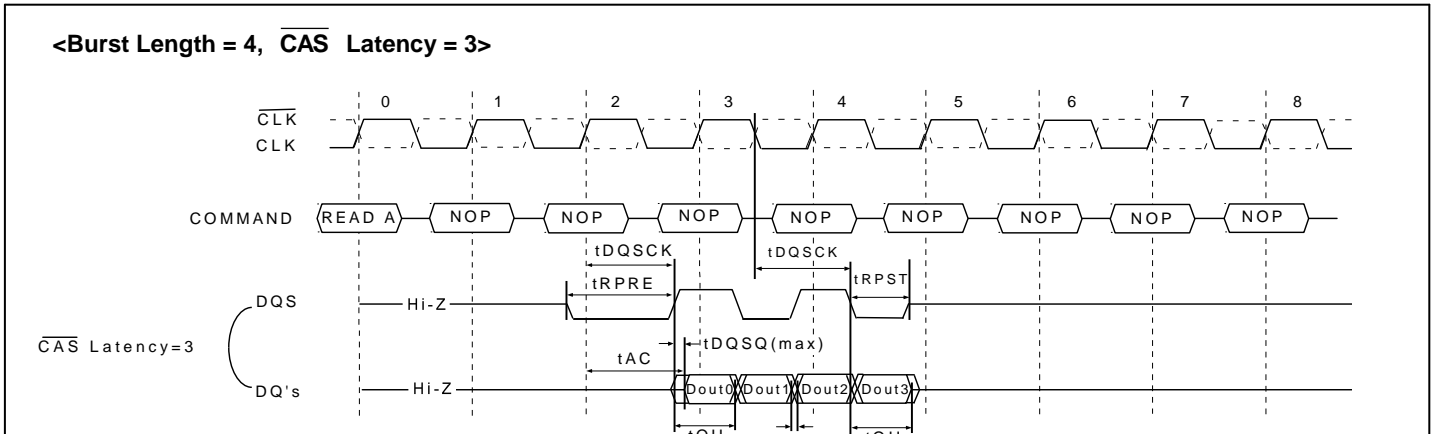 <Burst Length = 4, CAS Latency = 3>
0 1 2 3 4 5 6 7 8
CLK
CLK
COMMAND READ A NOP NOP NOP NOP NOP NOP NOP NOP
tDQSCK tDQSCK
tRPRE tRPST
DQS Hi-Z
CAS Latency=3
tDQSQ(max)
tAC
DQ's Hi-Z Dout0 Dout1 Dout2 Dout3